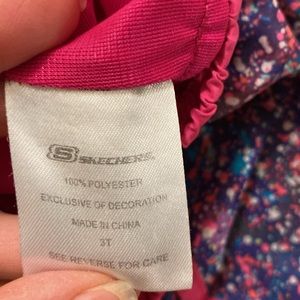 SKECHERS
100% POLYESTER
EXCLUSIVE OF DECORATION
MADE IN CHINA
3T
SEE REVERSE FOR CARE